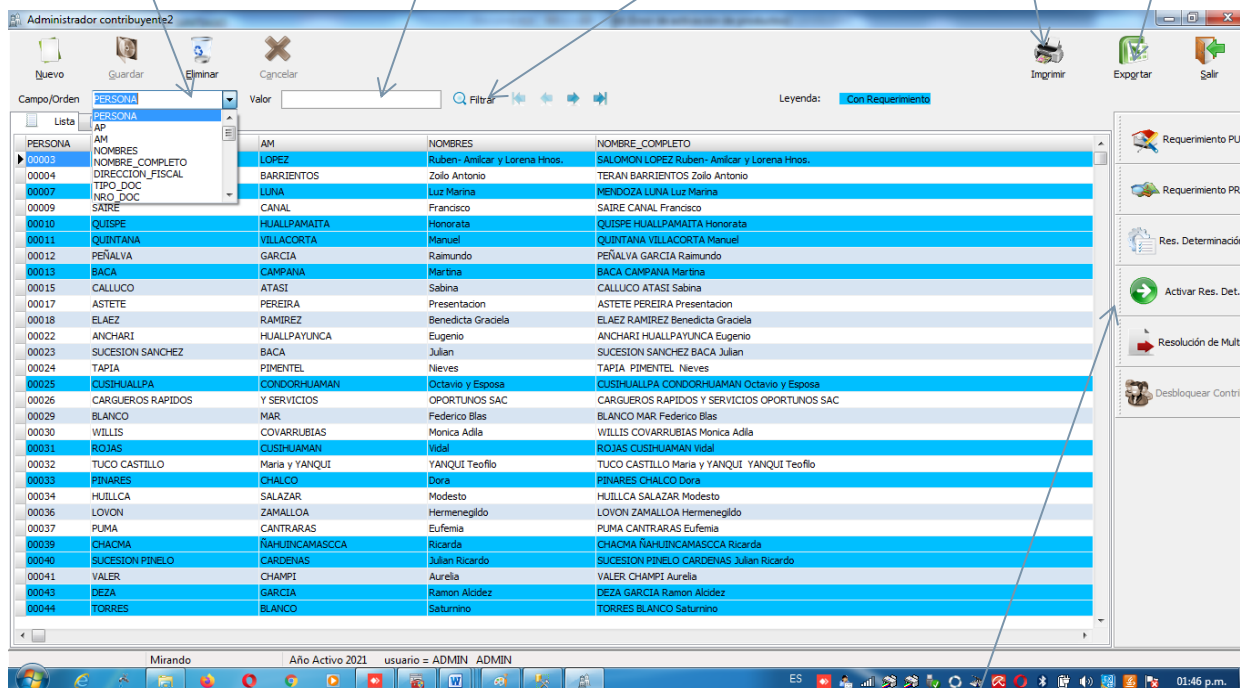 Administrador contribuyente2
Nuevo Guardar Eliminar Cancelar Imprimir Exportar Salir
Campo/Orden PERSONA Valor Filtrar Leyenda: Con Requerimiento
Lista
PERSONA
AP
AM
NOMBRES
NOMBRE_COMPLETO
DIRECCION_FISCAL
TIPO_DOC
NRO_DOC
PERSONA AM NOMBRES NOMBRE_COMPLETO
00003 LOPEZ Ruben- Amilcar y Lorena Hnos. SALOMON LOPEZ Ruben- Amilcar y Lorena Hnos.
00004 BARRIENTOS Zoilo Antonio TERAN BARRIENTOS Zoilo Antonio
00007 LUNA Luz Marina MENDOZA LUNA Luz Marina
00009 SAIRE CANAL Francisco SAIRE CANAL Francisco
00010 QUISPE HUALLPAMAITA Honorata QUISPE HUALLPAMAITA Honorata
00011 QUINTANA VILLACORTA Manuel QUINTANA VILLACORTA Manuel
00012 PEÑALVA GARCIA Raimundo PEÑALVA GARCIA Raimundo
00013 BACA CAMPANA Martina BACA CAMPANA Martina
00015 CALLUCO ATASI Sabina CALLUCO ATASI Sabina
00017 ASTETE PEREIRA Presentacion ASTETE PEREIRA Presentacion
00018 ELAEZ RAMIREZ Benedicta Graciela ELAEZ RAMIREZ Benedicta Graciela
00022 ANCHARI HUALLPAYUNCA Eugenio ANCHARI HUALLPAYUNCA Eugenio
00023 SUCESION SANCHEZ BACA Julian SUCESION SANCHEZ BACA Julian
00024 TAPIA PIMENTEL Nieves TAPIA PIMENTEL Nieves
00025 CUSIHUALLPA CONDORHUAMAN Octavio y Esposa CUSIHUALLPA CONDORHUAMAN Octavio y Esposa
00026 CARGUEROS RAPIDOS Y SERVICIOS OPORTUNOS SAC CARGUEROS RAPIDOS Y SERVICIOS OPORTUNOS SAC
00029 BLANCO MAR Federico Blas BLANCO MAR Federico Blas
00030 WILLIS COVARRUBIAS Monica Adila WILLIS COVARRUBIAS Monica Adila
00031 ROJAS CUSIHUAMAN Vidal ROJAS CUSIHUAMAN Vidal
00032 TUCO CASTILLO Maria y YANQUI YANQUI Teofilo TUCO CASTILLO Maria y YANQUI YANQUI Teofilo
00033 PINARES CHALCO Dora PINARES CHALCO Dora
00034 HUILLCA SALAZAR Modesto HUILLCA SALAZAR Modesto
00036 LOVON ZAMALLOA Hermenegildo LOVON ZAMALLOA Hermenegildo
00037 PUMA CANTRARAS Eufemia PUMA CANTRARAS Eufemia
00039 CHACMA ÑAHUINCAMASCCA Ricarda CHACMA ÑAHUINCAMASCCA Ricarda
00040 SUCESION PINELO CARDENAS Julian Ricardo SUCESION PINELO CARDENAS Julian Ricardo
00041 VALER CHAMPI Aurelia VALER CHAMPI Aurelia
00043 DEZA GARCIA Ramon Alcidez DEZA GARCIA Ramon Alcidez
00044 TORRES BLANCO Saturnino TORRES BLANCO Saturnino
Requerimiento PU
Requerimiento PR
Res. Determinación
Activar Res. Det.
Resolución de Mult
Desbloquear Contri
Mirando Año Activo 2021 usuario = ADMIN ADMIN
ES 01:46 p.m.